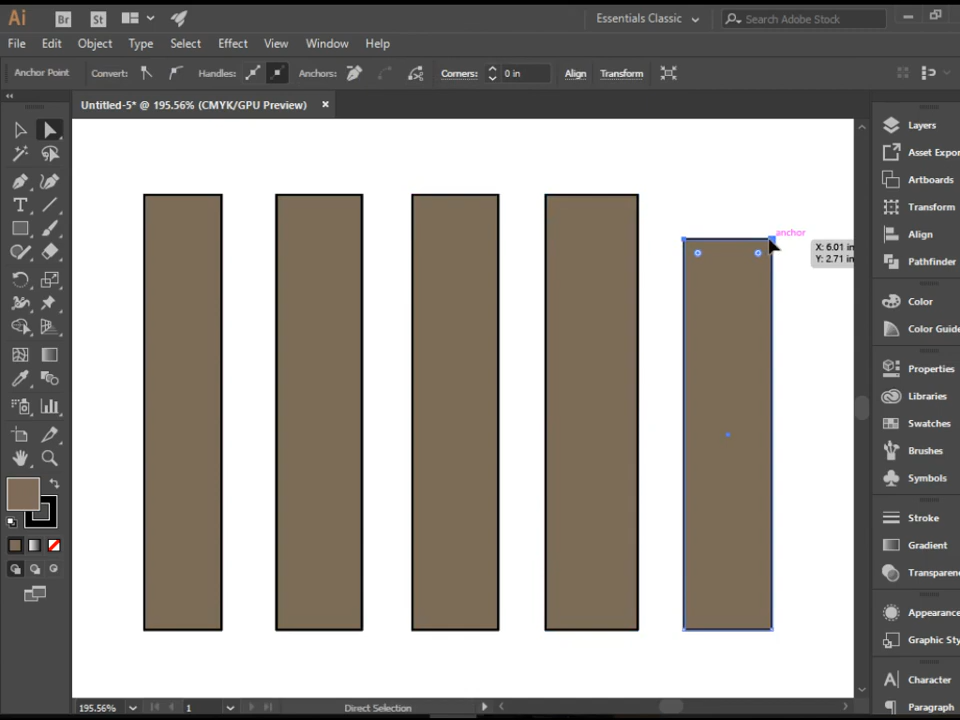 Ai Br St Essentials Classic Search Adobe Stock
File Edit Object Type Select Effect View Window Help
Anchor Point Convert: Handles: Anchors: Corners: 0 in Align Transform
Untitled-5* @ 195.56% (CMYK/GPU Preview) ×
Layers
Asset Expor
Artboards
Transform
Align
Pathfinder
Color
Color Guide
Properties
Libraries
Swatches
Brushes
Symbols
Stroke
Gradient
Transparen
Appearance
Graphic Sty
Character
Paragraph
anchor
X: 6.01 in
Y: 2.71 in
195.56% 1 Direct Selection